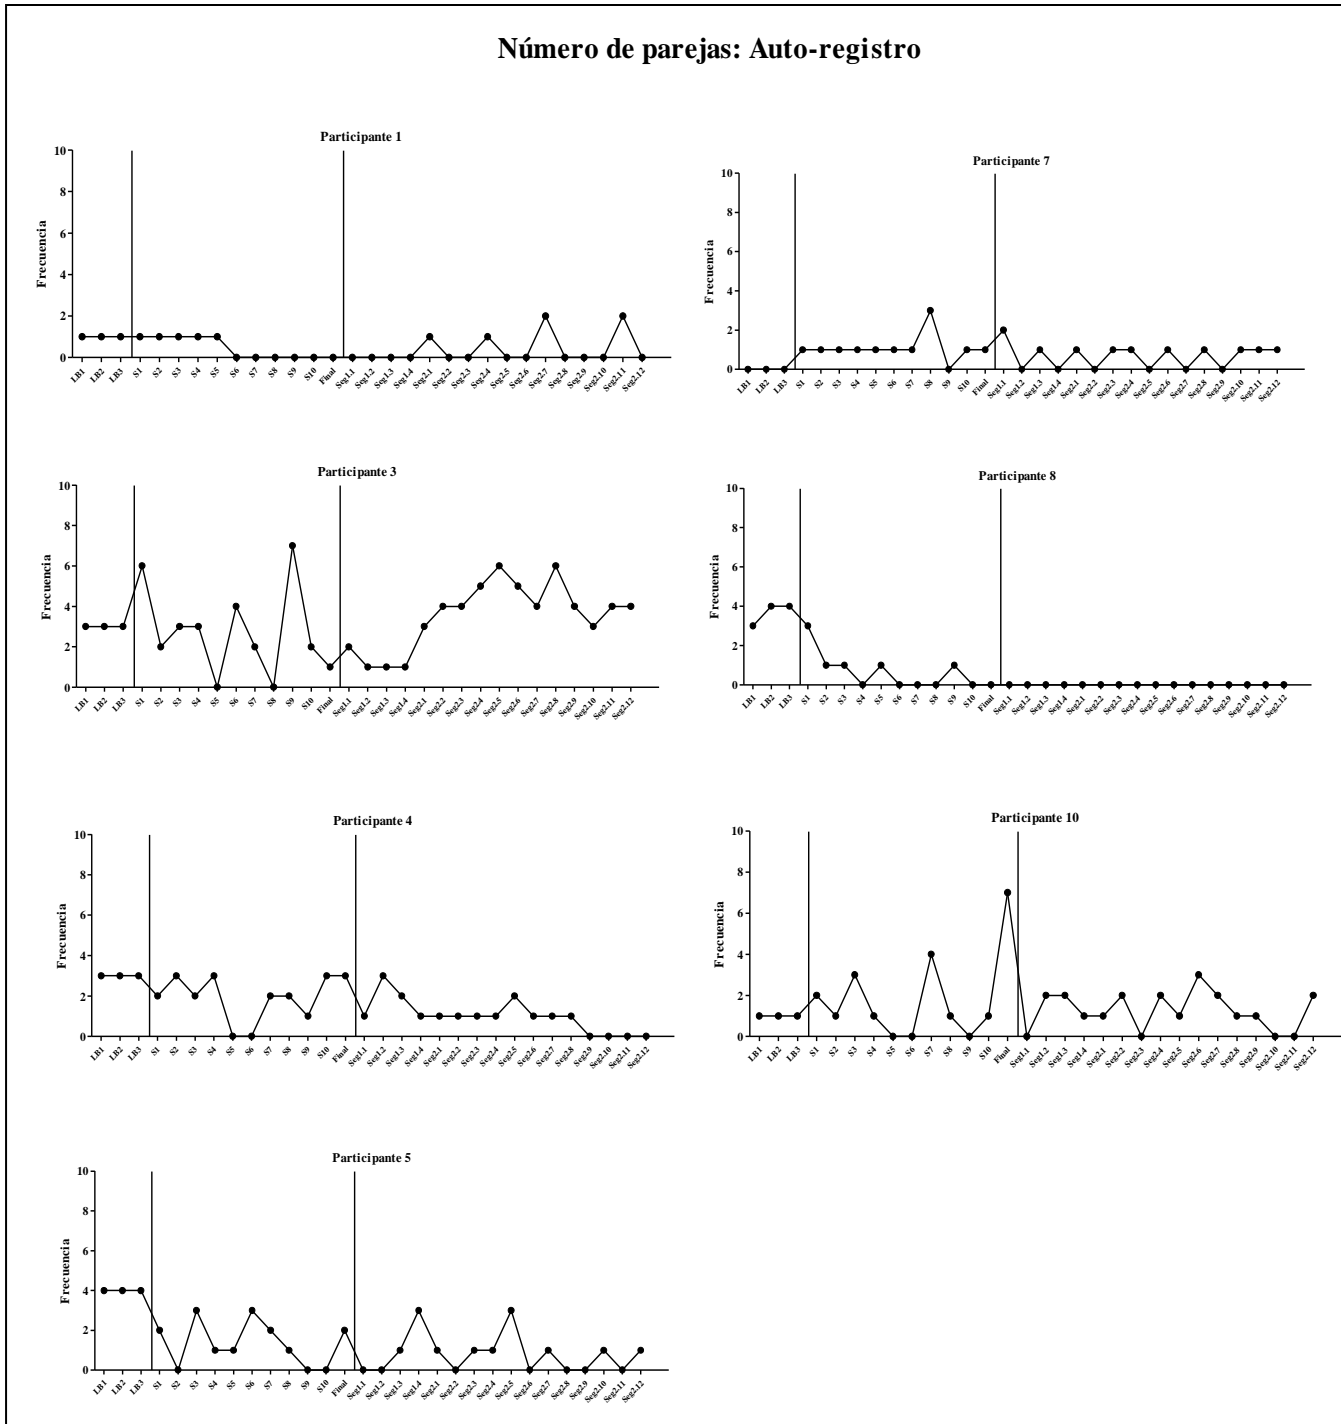 Número de parejas: Auto-registro
Participante 1
Frecuencia
10
8
6
4
2
0
LB1 LB2 LB3 S1 S2 S3 S4 S5 S6 S7 S8 S9 S10 Final Seg1.1 Seg1.2 Seg1.3 Seg1.4 Seg2.1 Seg2.2 Seg2.3 Seg2.4 Seg2.5 Seg2.6 Seg2.7 Seg2.8 Seg2.9 Seg2.10 Seg2.11 Seg2.12
Participante 7
Frecuencia
10
8
6
4
2
0
LB1 LB2 LB3 S1 S2 S3 S4 S5 S6 S7 S8 S9 S10 Final Seg1.1 Seg1.2 Seg1.3 Seg1.4 Seg2.1 Seg2.2 Seg2.3 Seg2.4 Seg2.5 Seg2.6 Seg2.7 Seg2.8 Seg2.9 Seg2.10 Seg2.11 Seg2.12
Participante 3
Frecuencia
10
8
6
4
2
0
LB1 LB2 LB3 S1 S2 S3 S4 S5 S6 S7 S8 S9 S10 Final Seg1.1 Seg1.2 Seg1.3 Seg1.4 Seg2.1 Seg2.2 Seg2.3 Seg2.4 Seg2.5 Seg2.6 Seg2.7 Seg2.8 Seg2.9 Seg2.10 Seg2.11 Seg2.12
Participante 8
Frecuencia
10
8
6
4
2
0
LB1 LB2 LB3 S1 S2 S3 S4 S5 S6 S7 S8 S9 S10 Final Seg1.1 Seg1.2 Seg1.3 Seg1.4 Seg2.1 Seg2.2 Seg2.3 Seg2.4 Seg2.5 Seg2.6 Seg2.7 Seg2.8 Seg2.9 Seg2.10 Seg2.11 Seg2.12
Participante 4
Frecuencia
10
8
6
4
2
0
LB1 LB2 LB3 S1 S2 S3 S4 S5 S6 S7 S8 S9 S10 Final Seg1.1 Seg1.2 Seg1.3 Seg1.4 Seg2.1 Seg2.2 Seg2.3 Seg2.4 Seg2.5 Seg2.6 Seg2.7 Seg2.8 Seg2.9 Seg2.10 Seg2.11 Seg2.12
Participante 10
Frecuencia
10
8
6
4
2
0
LB1 LB2 LB3 S1 S2 S3 S4 S5 S6 S7 S8 S9 S10 Final Seg1.1 Seg1.2 Seg1.3 Seg1.4 Seg2.1 Seg2.2 Seg2.3 Seg2.4 Seg2.5 Seg2.6 Seg2.7 Seg2.8 Seg2.9 Seg2.10 Seg2.11 Seg2.12
Participante 5
Frecuencia
10
8
6
4
2
0
LB1 LB2 LB3 S1 S2 S3 S4 S5 S6 S7 S8 S9 S10 Final Seg1.1 Seg1.2 Seg1.3 Seg1.4 Seg2.1 Seg2.2 Seg2.3 Seg2.4 Seg2.5 Seg2.6 Seg2.7 Seg2.8 Seg2.9 Seg2.10 Seg2.11 Seg2.12